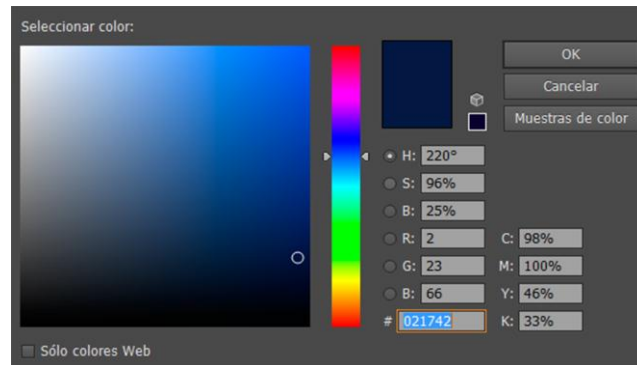 Seleccionar color:
OK
Cancelar
Muestras de color
H: 220°
S: 96%
B: 25%
R: 2 C: 98%
G: 23 M: 100%
B: 66 Y: 46%
# 021742 K: 33%
Sólo colores Web